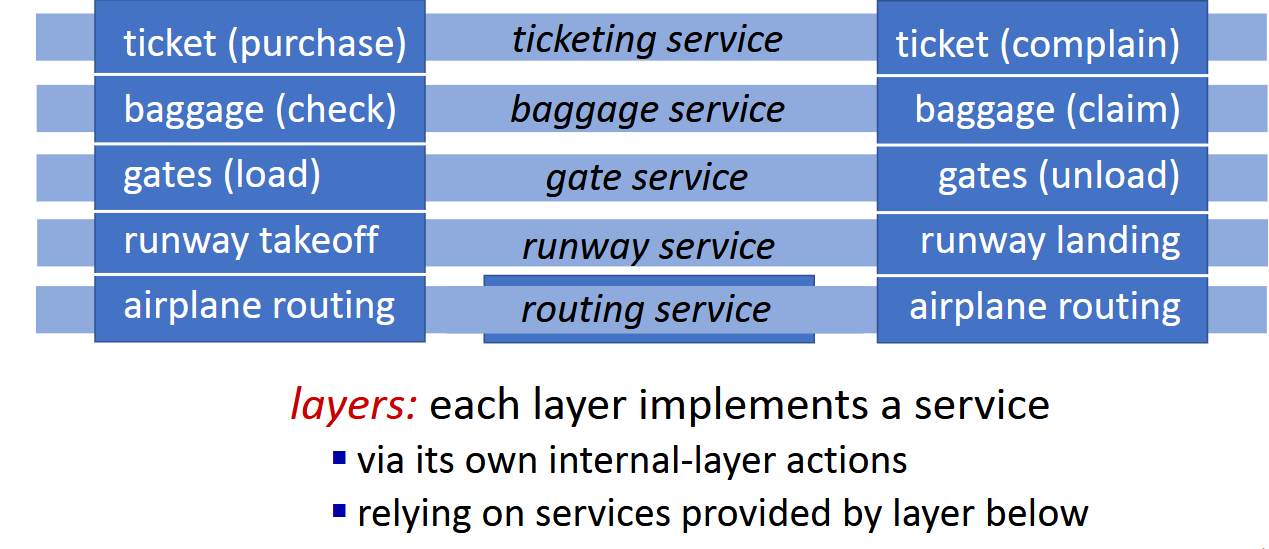 ticket (purchase) ticketing service ticket (complain)
baggage (check) baggage service baggage (claim)
gates (load) gate service gates (unload)
runway takeoff runway service runway landing
airplane routing routing service airplane routing
layers: each layer implements a service
▪ via its own internal-layer actions
▪ relying on services provided by layer below